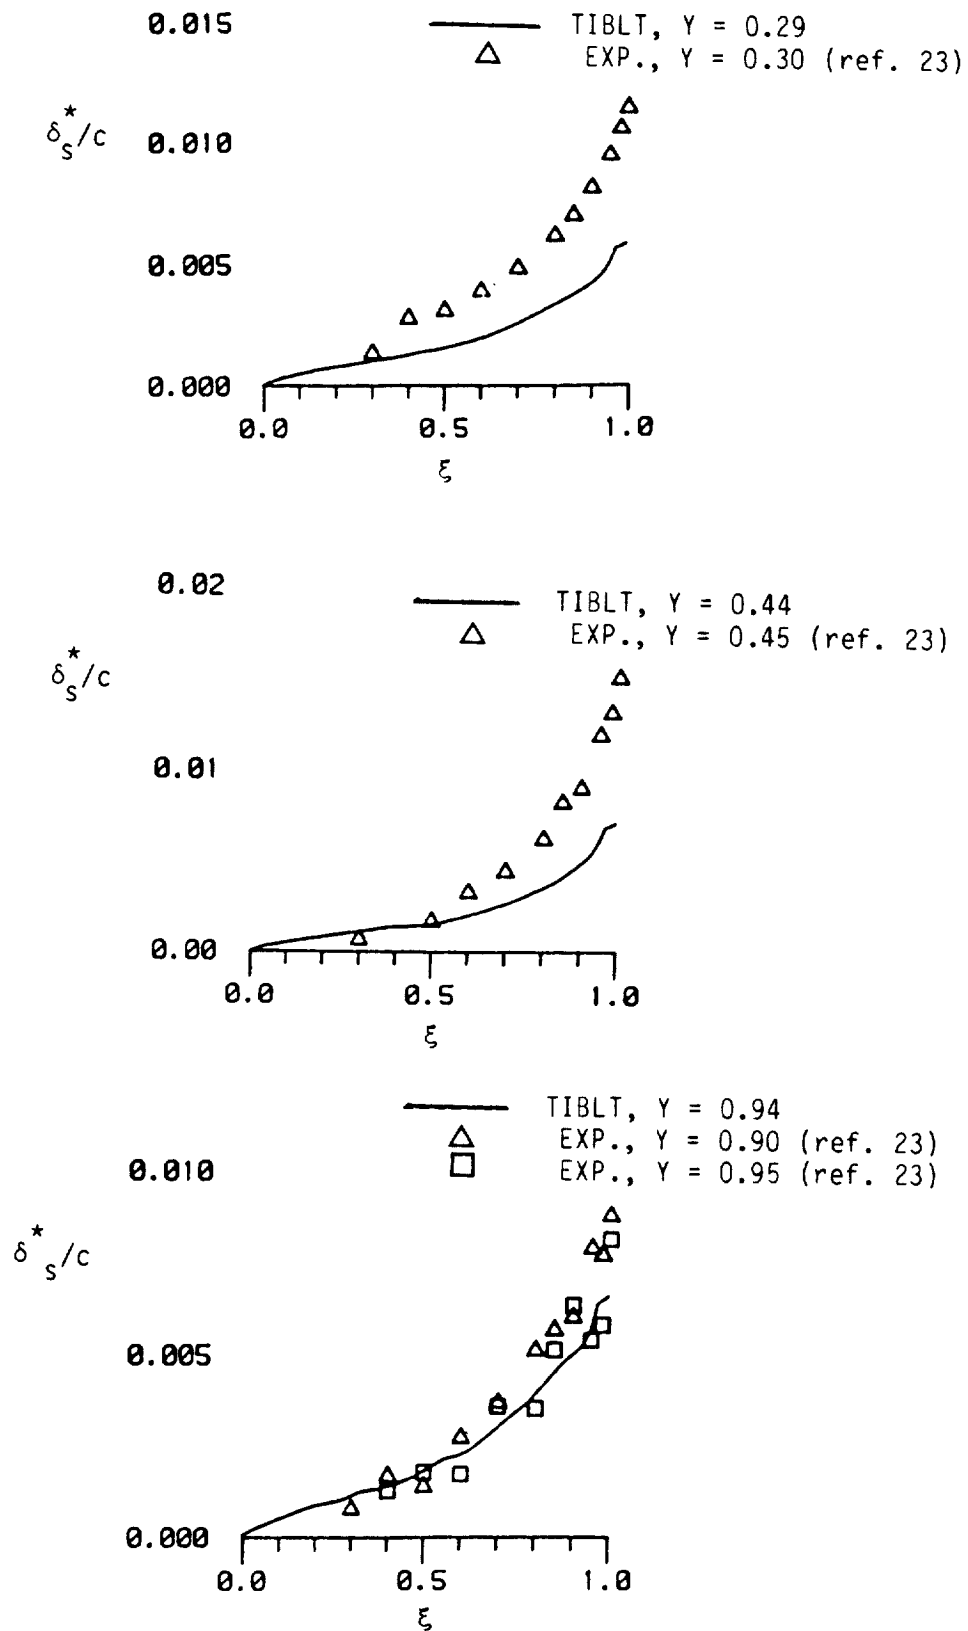 0.015
TIBLT, Y = 0.29
EXP., Y = 0.30 (ref. 23)
δ*s/c
0.010
0.005
0.000
0.0 0.5 1.0
ξ
0.02
TIBLT, Y = 0.44
EXP., Y = 0.45 (ref. 23)
δ*s/c
0.01
0.00
0.0 0.5 1.0
ξ
TIBLT, Y = 0.94
EXP., Y = 0.90 (ref. 23)
EXP., Y = 0.95 (ref. 23)
0.010
δ*s/c
0.005
0.000
0.0 0.5 1.0
ξ